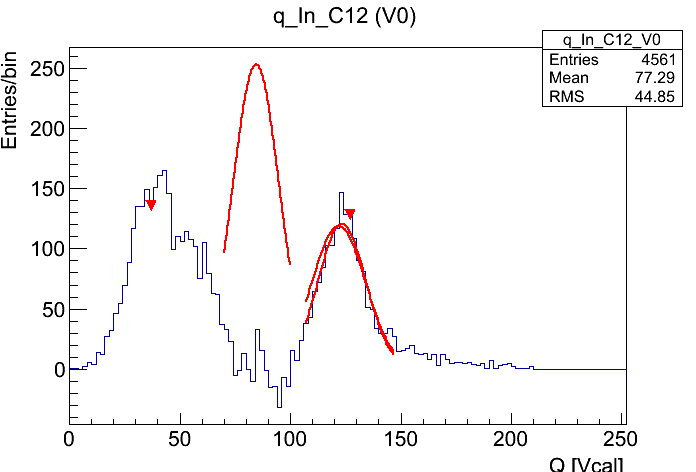 q_In_C12 (V0)
q_In_C12_V0
Entries 4561
Mean 77.29
RMS 44.85
Entries/bin
250
200
150
100
50
0
0 50 100 150 200 250
Q [Vcal]